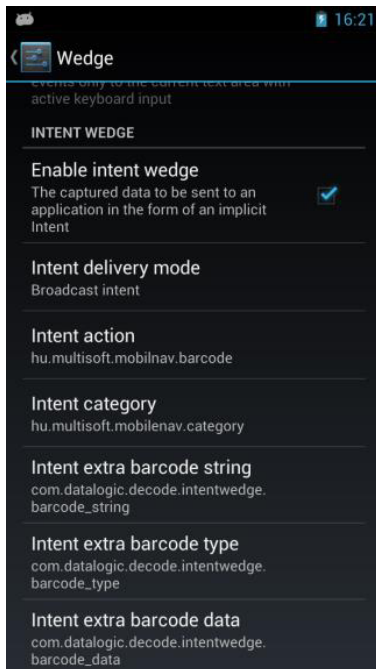 16:21
Wedge
events only to the current text area with
active keyboard input
INTENT WEDGE
Enable intent wedge
The captured data to be sent to an
application in the form of an implicit
Intent
Intent delivery mode
Broadcast intent
Intent action
hu.multisoft.mobilnav.barcode
Intent category
hu.multisoft.mobilenav.category
Intent extra barcode string
com.datalogic.decode.intentwedge.
barcode_string
Intent extra barcode type
com.datalogic.decode.intentwedge.
barcode_type
Intent extra barcode data
com.datalogic.decode.intentwedge.
barcode_data